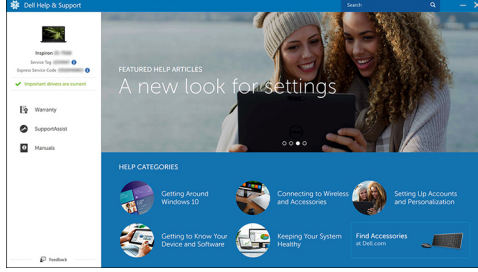 Dell Help & Support
Search
Inspiron
Service Tag
Express Service Code
Important drivers are current
Warranty
SupportAssist
Manuals
Feedback
FEATURED HELP ARTICLES
A new look for settings
HELP CATEGORIES
Getting Around
Windows 10
Connecting to Wireless
and Accessories
Setting Up Accounts
and Personalization
Getting to Know Your
Device and Software
Keeping Your System
Healthy
Find Accessories
at Dell.com